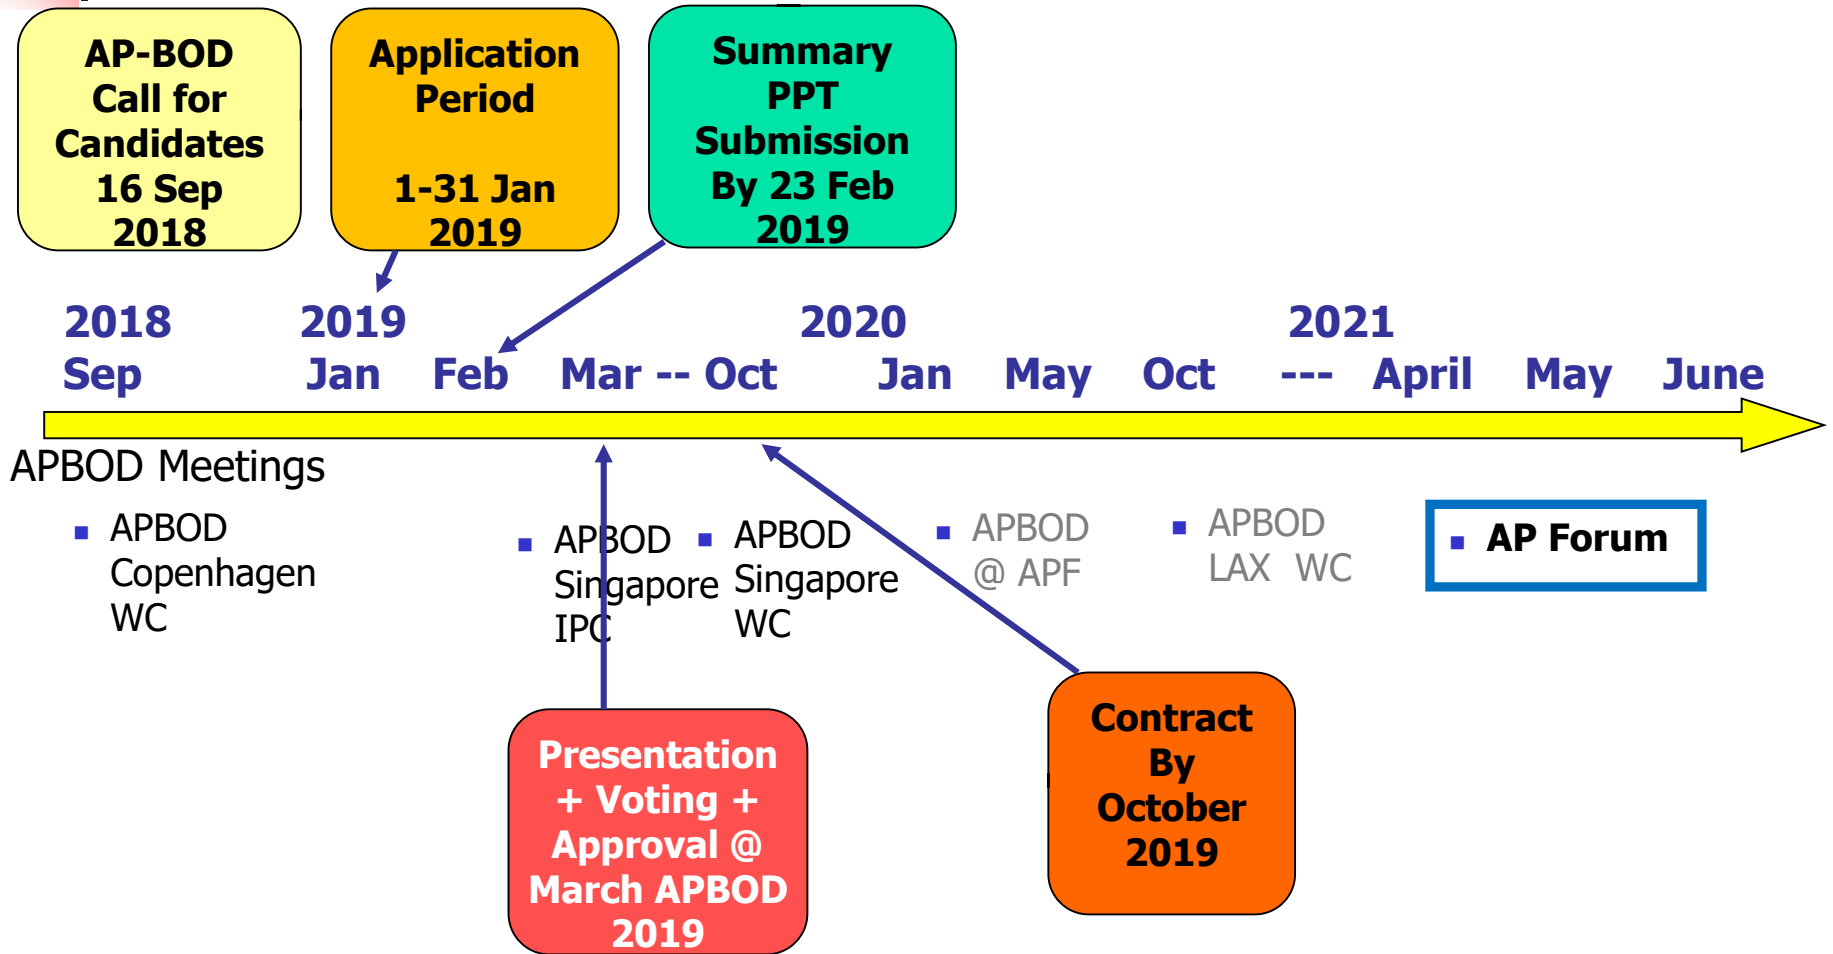 AP-BOD
Call for
Candidates
16 Sep
2018
Application
Period
1-31 Jan
2019
Summary
PPT
Submission
By 23 Feb
2019
2018
2019
2020
2021
Sep
Jan
Feb
Mar -- Oct
Jan
May
Oct
---
April
May
June
APBOD Meetings
▪ APBOD
Copenhagen
WC
▪ APBOD
Singapore
IPC
▪ APBOD
Singapore
WC
▪ APBOD
@ APF
▪ APBOD
LAX WC
▪ AP Forum
Presentation
+ Voting +
Approval @
March APBOD
2019
Contract
By
October
2019